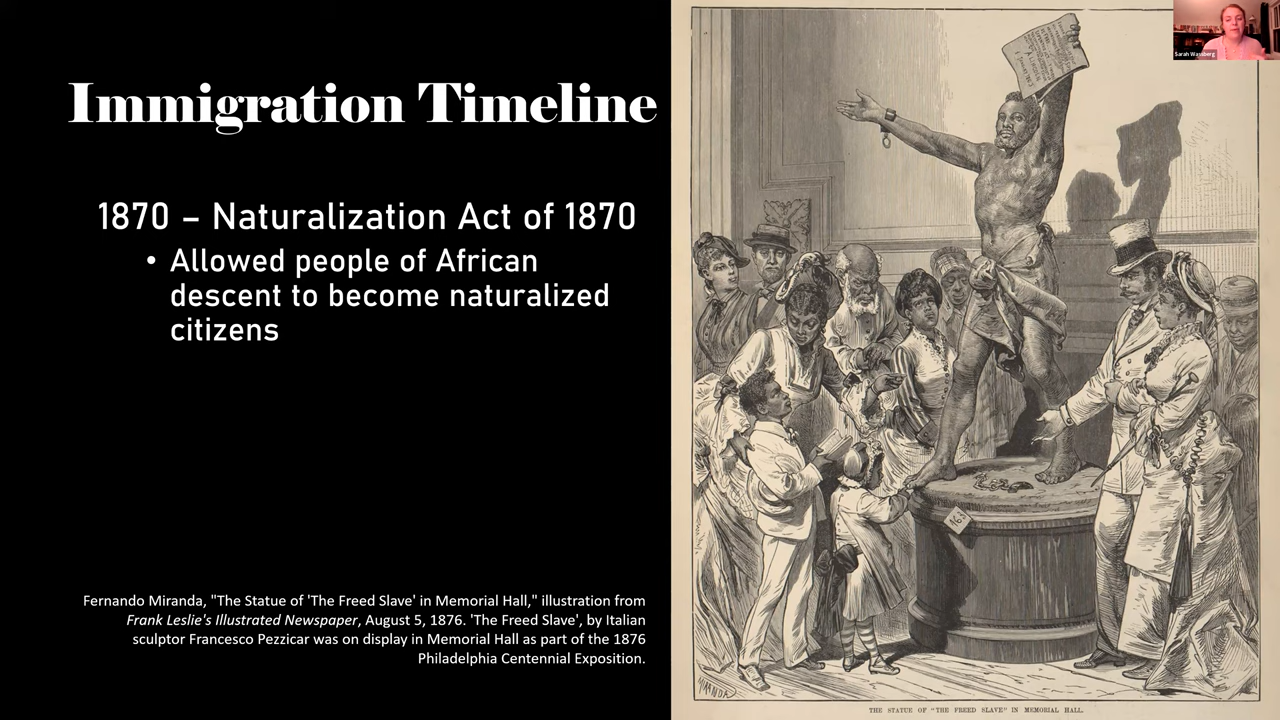 Immigration Timeline
1870 – Naturalization Act of 1870
• Allowed people of African
descent to become naturalized
citizens
Fernando Miranda, "The Statue of 'The Freed Slave' in Memorial Hall," illustration from
Frank Leslie's Illustrated Newspaper, August 5, 1876. 'The Freed Slave', by Italian
sculptor Francesco Pezzicar was on display in Memorial Hall as part of the 1876
Philadelphia Centennial Exposition.
Sarah Wassberg
163
MIRANDA
THE STATUE OF "THE FREED SLAVE" IN MEMORIAL HALL.